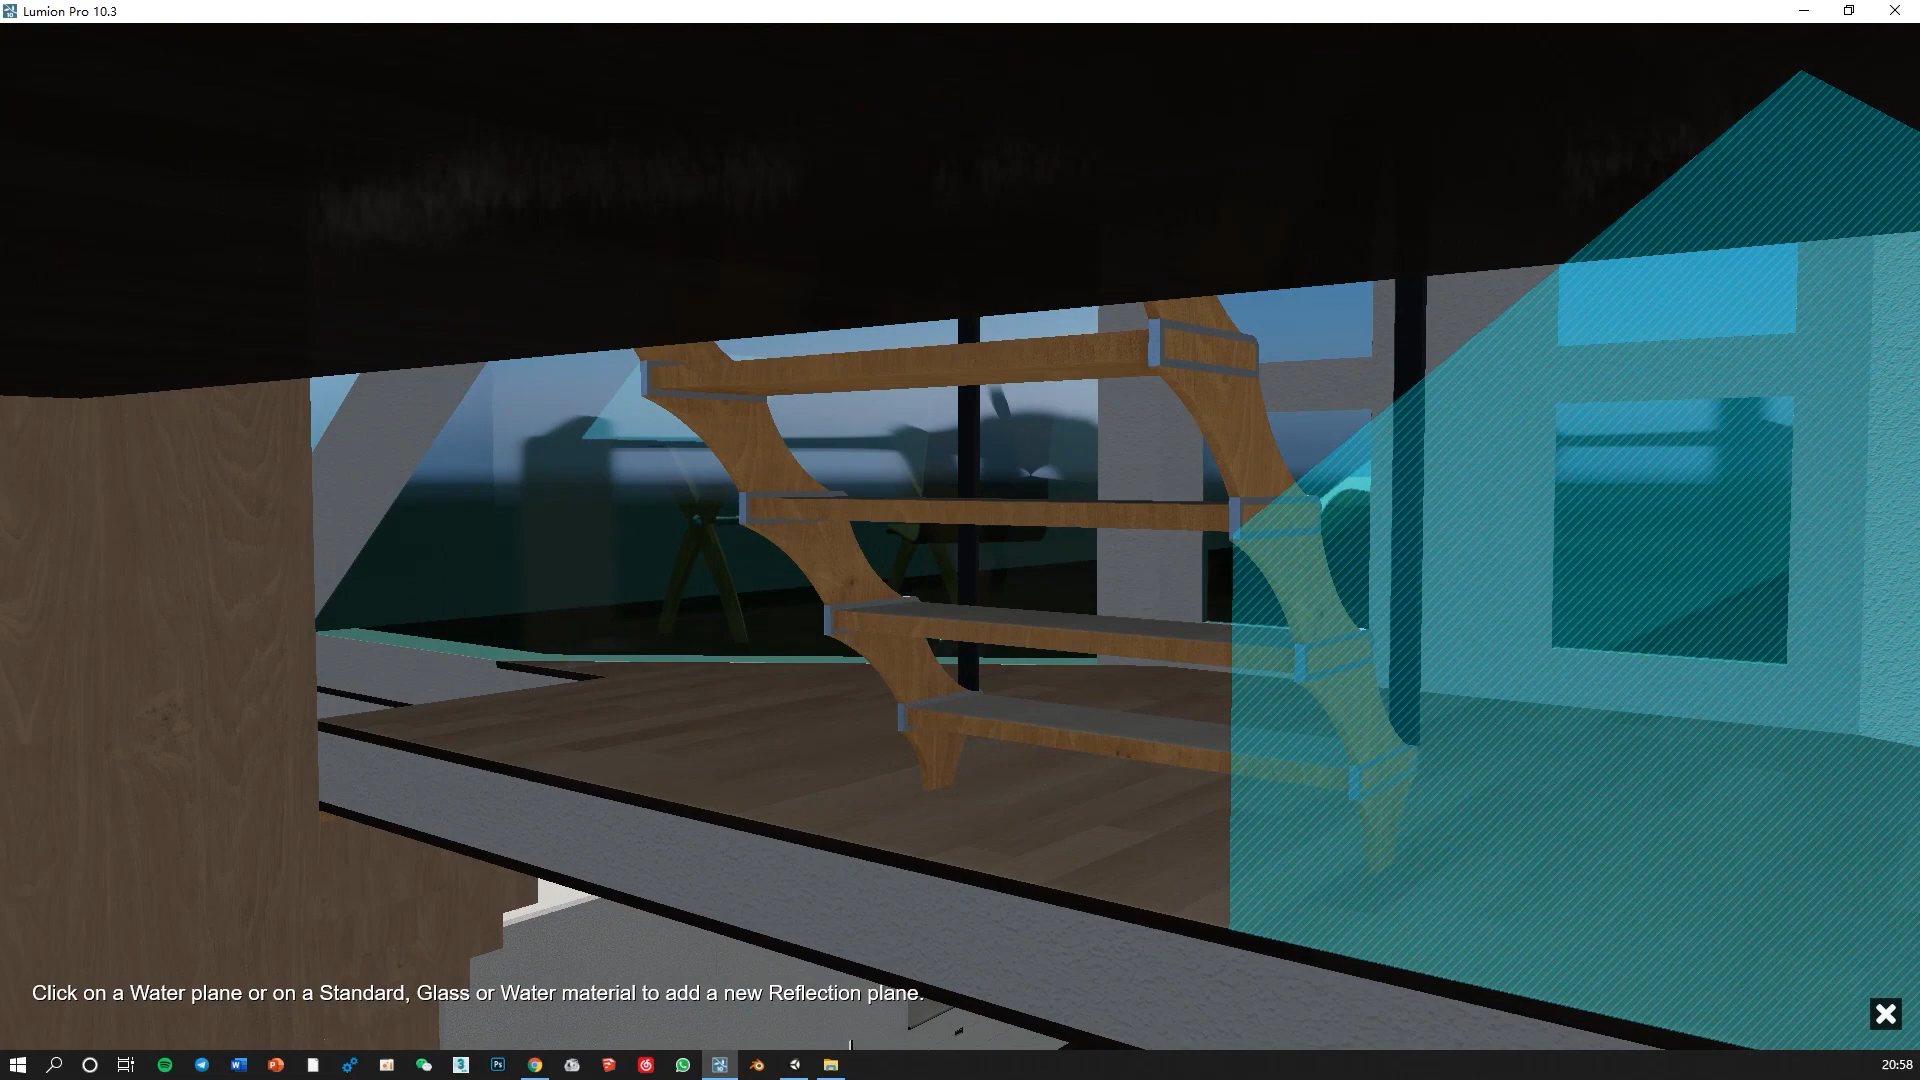 Lumion Pro 10.3
Click on a Water plane or on a Standard, Glass or Water material to add a new Reflection plane.
20:58